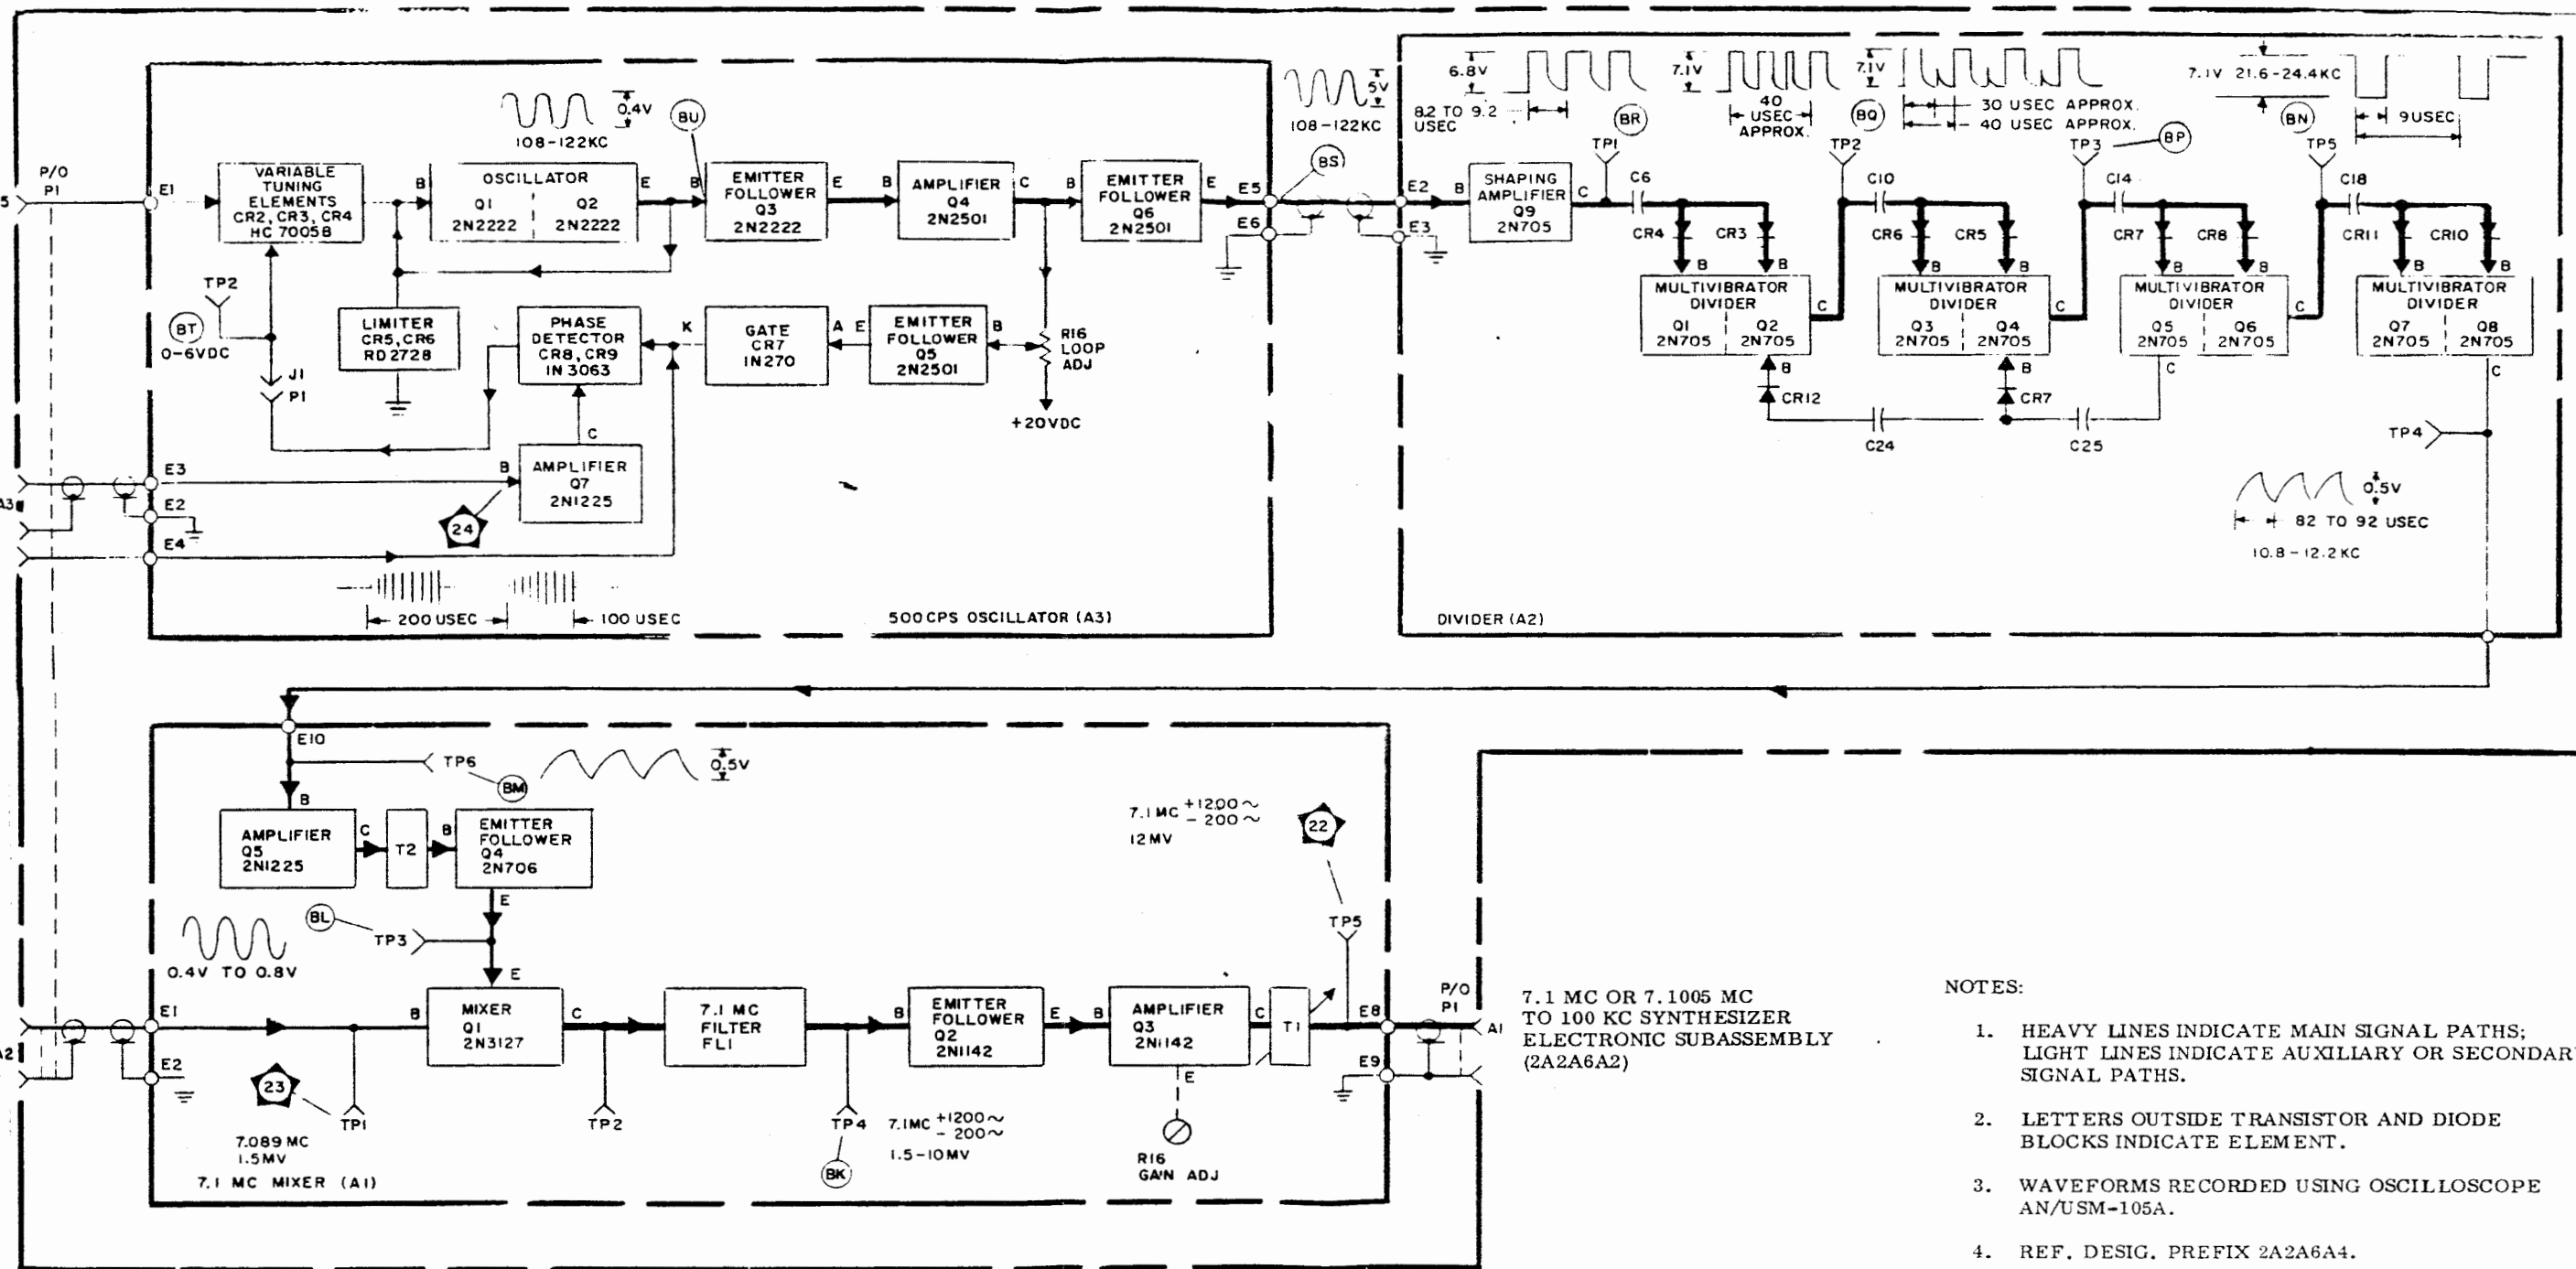 P/O
P1
5
E1
VARIABLE
TUNING
ELEMENTS
CR2, CR3, CR4
HC 7005B
0.4V
108-122KC
BU
B
OSCILLATOR
Q1
2N2222
Q2
2N2222
E
B
EMITTER
FOLLOWER
Q3
2N2222
E
B
AMPLIFIER
Q4
2N2501
C
B
EMITTER
FOLLOWER
Q6
2N2501
E
E5
E6
5V
108-122KC
BS
TP2
BT
0-6VDC
J1
P1
LIMITER
CR5, CR6
RD2728
PHASE
DETECTOR
CR8, CR9
IN 3063
K
GATE
CR7
IN270
A
E
EMITTER
FOLLOWER
Q5
2N2501
B
R16
LOOP
ADJ
+20VDC
C
B
AMPLIFIER
Q7
2N1225
24
E3
A3
E2
E4
200 USEC
100 USEC
500CPS OSCILLATOR (A3)
6.8V
8.2 TO 9.2
USEC
BR
7.1V
40
USEC
APPROX.
BQ
7.1V
30 USEC APPROX.
40 USEC APPROX.
BP
7.1V 21.6-24.4KC
BN
9USEC
E2
E3
B
SHAPING
AMPLIFIER
Q9
2N705
C
TP1
C6
CR4
CR3
B
B
MULTIVIBRATOR
DIVIDER
Q1
2N705
Q2
2N705
C
TP2
C10
CR6
CR5
B
B
MULTIVIBRATOR
DIVIDER
Q3
2N705
Q4
2N705
C
TP3
C14
CR7
CR8
B
B
MULTIVIBRATOR
DIVIDER
Q5
2N705
Q6
2N705
C
TP5
C18
CR11
CR10
B
B
MULTIVIBRATOR
DIVIDER
Q7
2N705
Q8
2N705
C
B
CR12
C24
B
CR7
C25
C
TP4
0.5V
82 TO 92 USEC
10.8-12.2KC
DIVIDER (A2)
E10
TP6
BM
0.5V
B
AMPLIFIER
Q5
2N1225
C
T2
B
EMITTER
FOLLOWER
Q4
2N706
E
BL
TP3
E
0.4V TO 0.8V
E1
A2
E2
B
MIXER
Q1
2N3127
C
7.1 MC
FILTER
FL1
B
EMITTER
FOLLOWER
Q2
2N1142
E
B
AMPLIFIER
Q3
2N1142
C
T1
E
R16
GAIN ADJ
7.1 MC +1200~
- 200~
12MV
22
TP5
E8
E9
P/O
P1
A1
23
TP1
7.089 MC
1.5MV
TP2
TP4
BK
7.1MC +1200~
- 200~
1.5-10MV
7.1 MC MIXER (A1)
7.1 MC OR 7.1005 MC
TO 100 KC SYNTHESIZER
ELECTRONIC SUBASSEMBLY
(2A2A6A2)
NOTES:
1. HEAVY LINES INDICATE MAIN SIGNAL PATHS;
LIGHT LINES INDICATE AUXILIARY OR SECONDAR
SIGNAL PATHS.
2. LETTERS OUTSIDE TRANSISTOR AND DIODE
BLOCKS INDICATE ELEMENT.
3. WAVEFORMS RECORDED USING OSCILLOSCOPE
AN/USM-105A.
4. REF. DESIG. PREFIX 2A2A6A4.